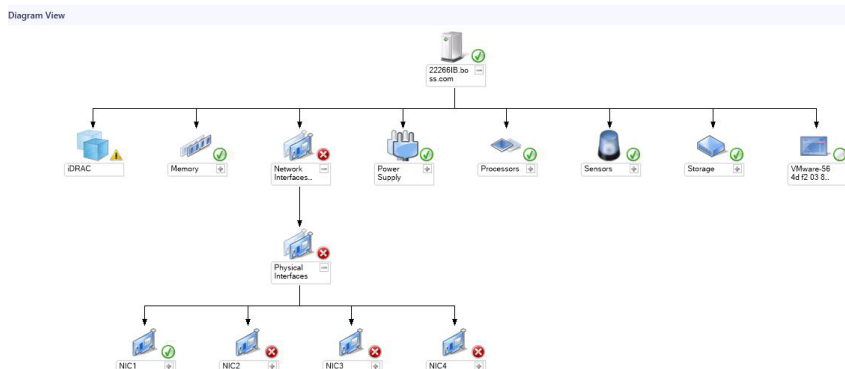 Diagram View
22266IB.bo
ss.com
iDRAC
Memory
Network
Interfaces...
Power
Supply
Processors
Sensors
Storage
VMware-56
4d f2 03 8...
Physical
Interfaces
NIC1
NIC2
NIC3
NIC4